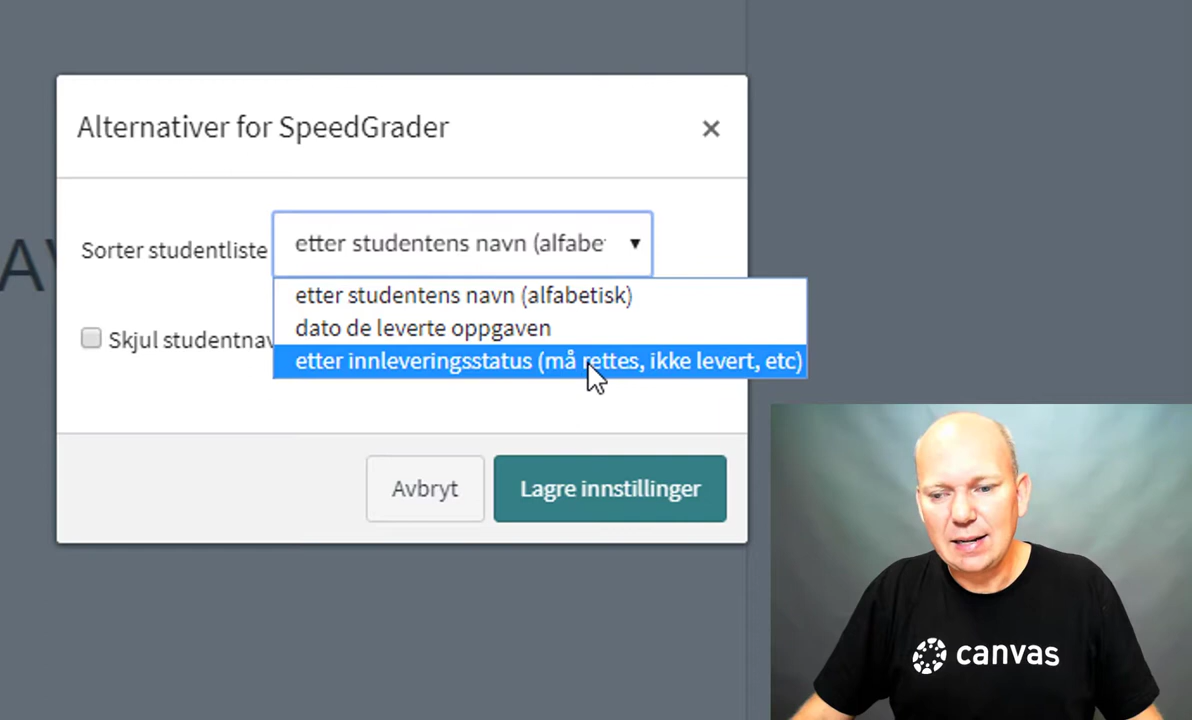 Alternativer for SpeedGrader
×
Sorter studentliste
etter studentens navn (alfabe
etter studentens navn (alfabetisk)
dato de leverte oppgaven
etter innleveringsstatus (må rettes, ikke levert, etc)
Skjul studentnav
Avbryt
Lagre innstillinger
canvas